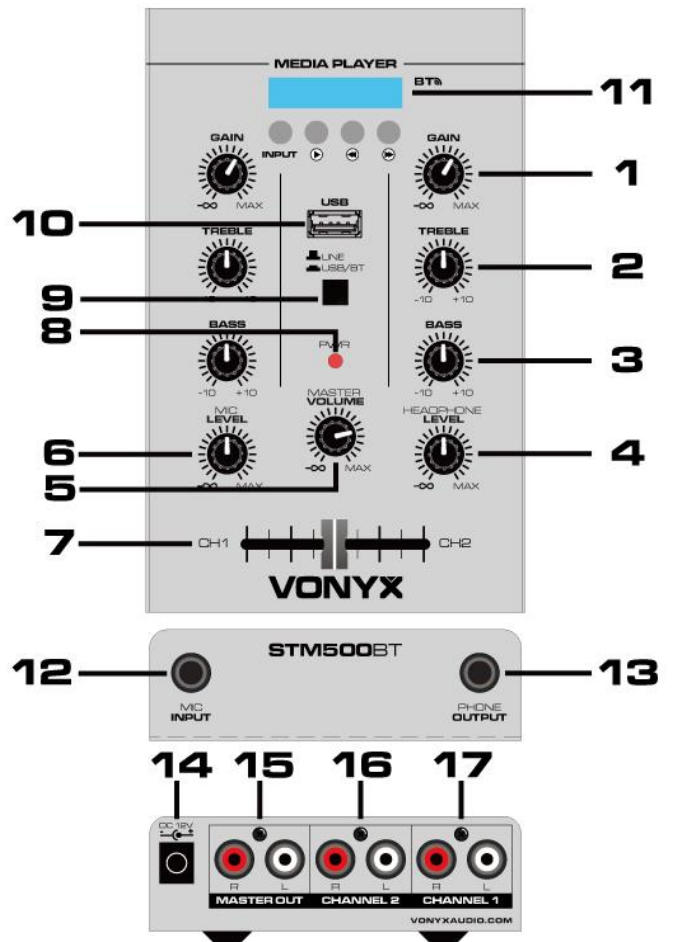 MEDIA PLAYER
BT
11
GAIN
GAIN
INPUT
1
-∞ MAX
-∞ MAX
USB
10
TREBLE
TREBLE
LINE
USB/BT
2
-10 +10
-10 +10
9
8
BASS
PWR
BASS
3
-10 +10
-10 +10
MASTER
VOLUME
MIC
LEVEL
HEADPHONE
LEVEL
6
4
-∞ MAX
-∞ MAX
-∞ MAX
5
7
CH1
CH2
VONYX
STM500BT
12
13
MIC
INPUT
PHONE
OUTPUT
14
15
16
17
DC 12V
- +
R L
R L
R L
MASTER OUT
CHANNEL 2
CHANNEL 1
VONYXAUDIO.COM